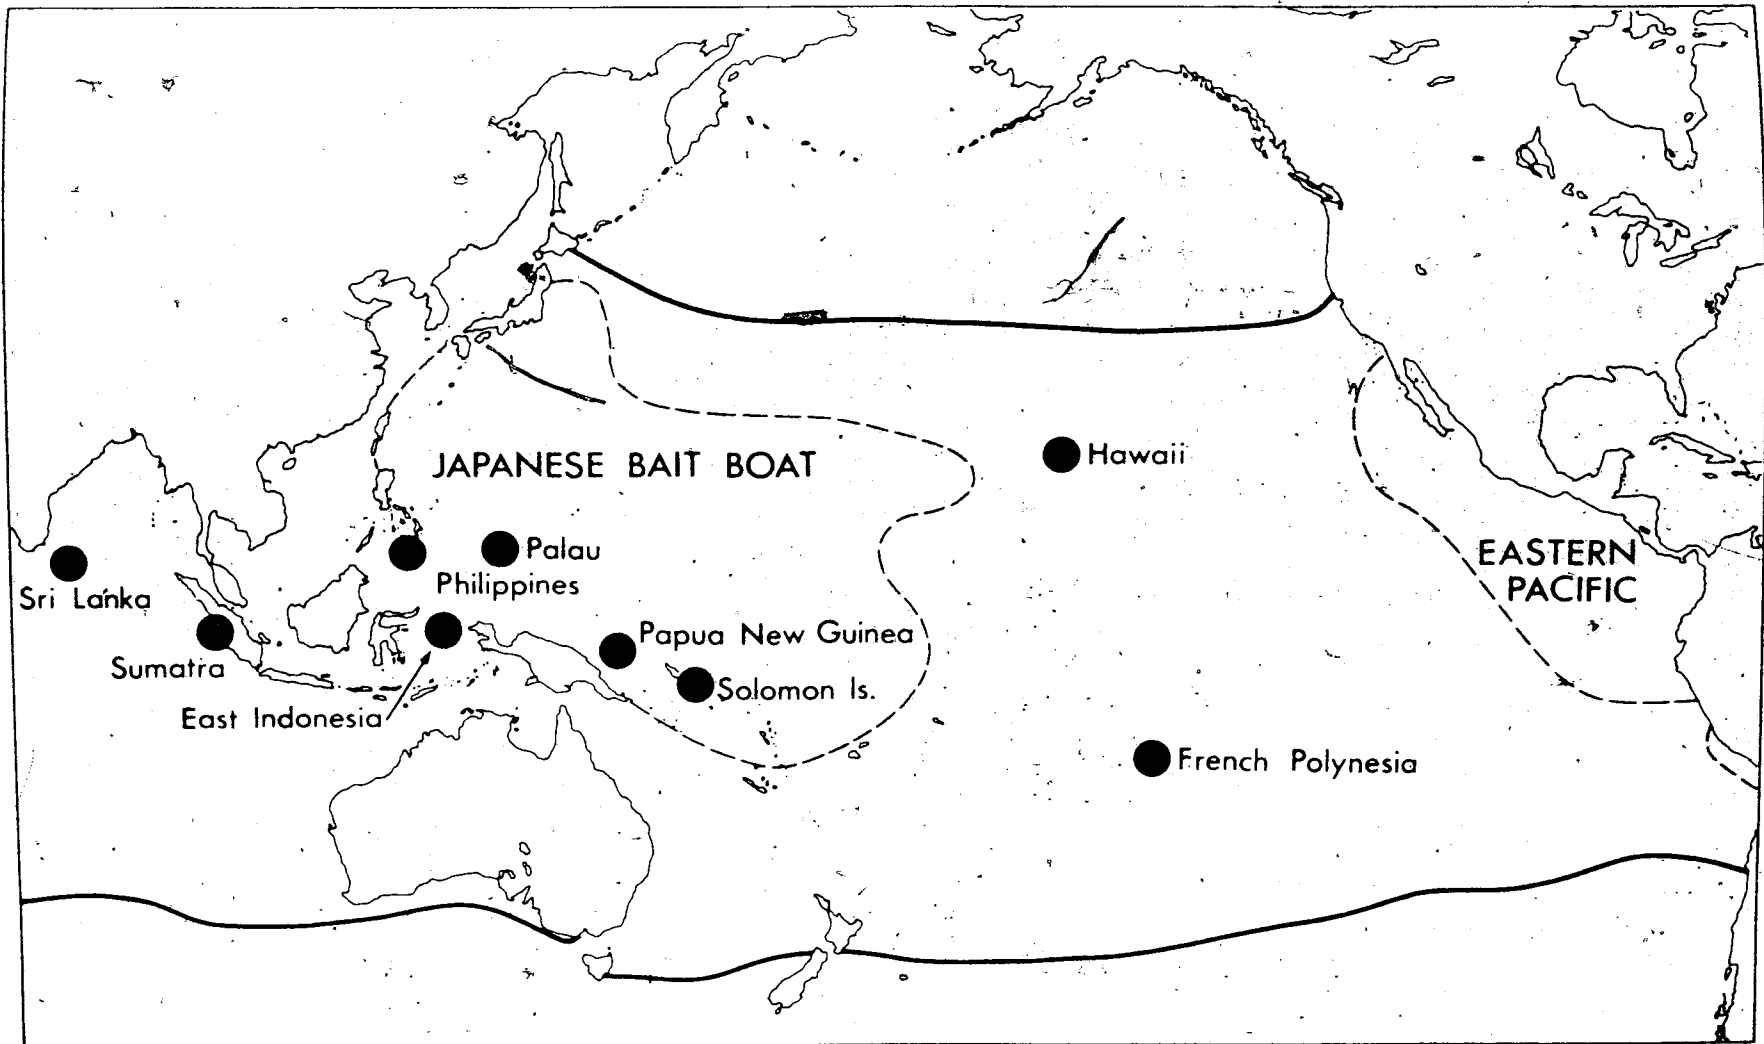 JAPANESE BAIT BOAT
Hawaii
EASTERN
PACIFIC
Palau
Philippines
Sri Lanka
Papua New Guinea
Sumatra
Solomon Is.
East Indonesia
French Polynesia